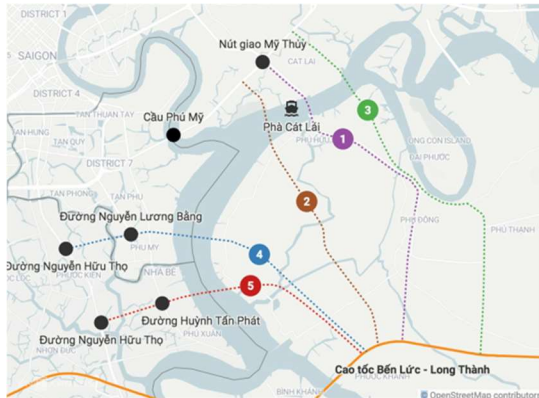 DISTRICT 1
SAIGON
DISTRICT 4
TAN HUNG
TAN THUAN TAY
TAN QUY
DISTRICT 7
TAN PHONG
TAN PHU
Nút giao Mỹ Thủy
CAT LAI
Cầu Phú Mỹ
Phà Cát Lái
PHU HUU
3
1
ONG CON ISLAND
DAI PHUOC
2
Đường Nguyễn Lương Bằng
PHU MY
PHU DONG
PHU THANH
4
Đường Nguyễn Hữu Thọ
PHUOC KIEN
NHA BE
5
Đường Huỳnh Tấn Phát
PHU XUAN
Đường Nguyễn Hữu Thọ
NHON DUC
Cao tốc Bến Lức - Long Thành
PHUOC KHANH
BINH KHANH
© OpenStreetMap contributors